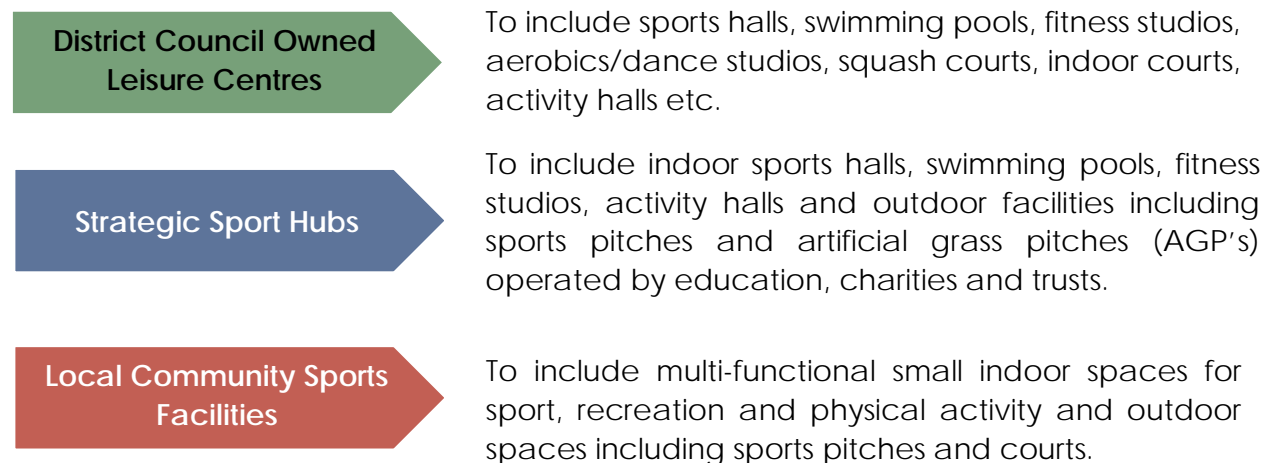 District Council Owned
Leisure Centres
To include sports halls, swimming pools, fitness studios,
aerobics/dance studios, squash courts, indoor courts,
activity halls etc.
Strategic Sport Hubs
To include indoor sports halls, swimming pools, fitness
studios, activity halls and outdoor facilities including
sports pitches and artificial grass pitches (AGP’s)
operated by education, charities and trusts.
Local Community Sports
Facilities
To include multi-functional small indoor spaces for
sport, recreation and physical activity and outdoor
spaces including sports pitches and courts.